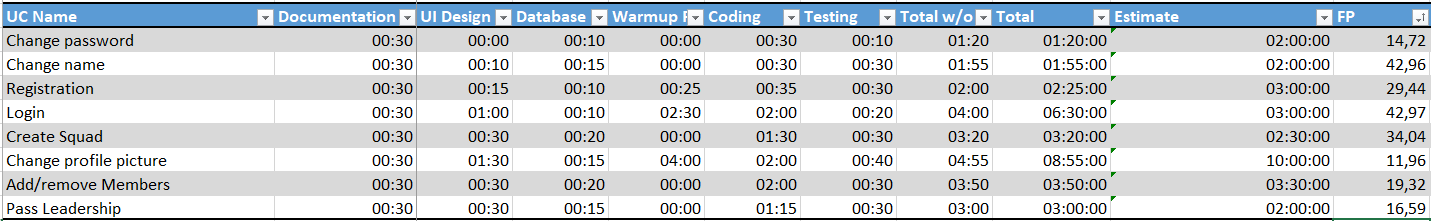 UC Name Documentation UI Design Database Warmup Coding Testing Total w/o Total Estimate FP
Change password 00:30 00:00 00:10 00:00 00:30 00:10 01:20 01:20:00 02:00:00 14,72
Change name 00:30 00:10 00:15 00:00 00:30 00:30 01:55 01:55:00 02:00:00 42,96
Registration 00:30 00:15 00:10 00:25 00:35 00:30 02:00 02:25:00 03:00:00 29,44
Login 00:30 01:00 00:10 02:30 02:00 00:20 04:00 06:30:00 03:00:00 42,97
Create Squad 00:30 00:30 00:20 00:00 01:30 00:30 03:20 03:20:00 02:30:00 34,04
Change profile picture 00:30 01:30 00:15 04:00 02:00 00:40 04:55 08:55:00 10:00:00 11,96
Add/remove Members 00:30 00:30 00:20 00:00 02:00 00:30 03:50 03:50:00 03:30:00 19,32
Pass Leadership 00:30 00:30 00:15 00:00 01:15 00:30 03:00 03:00:00 02:00:00 16,59